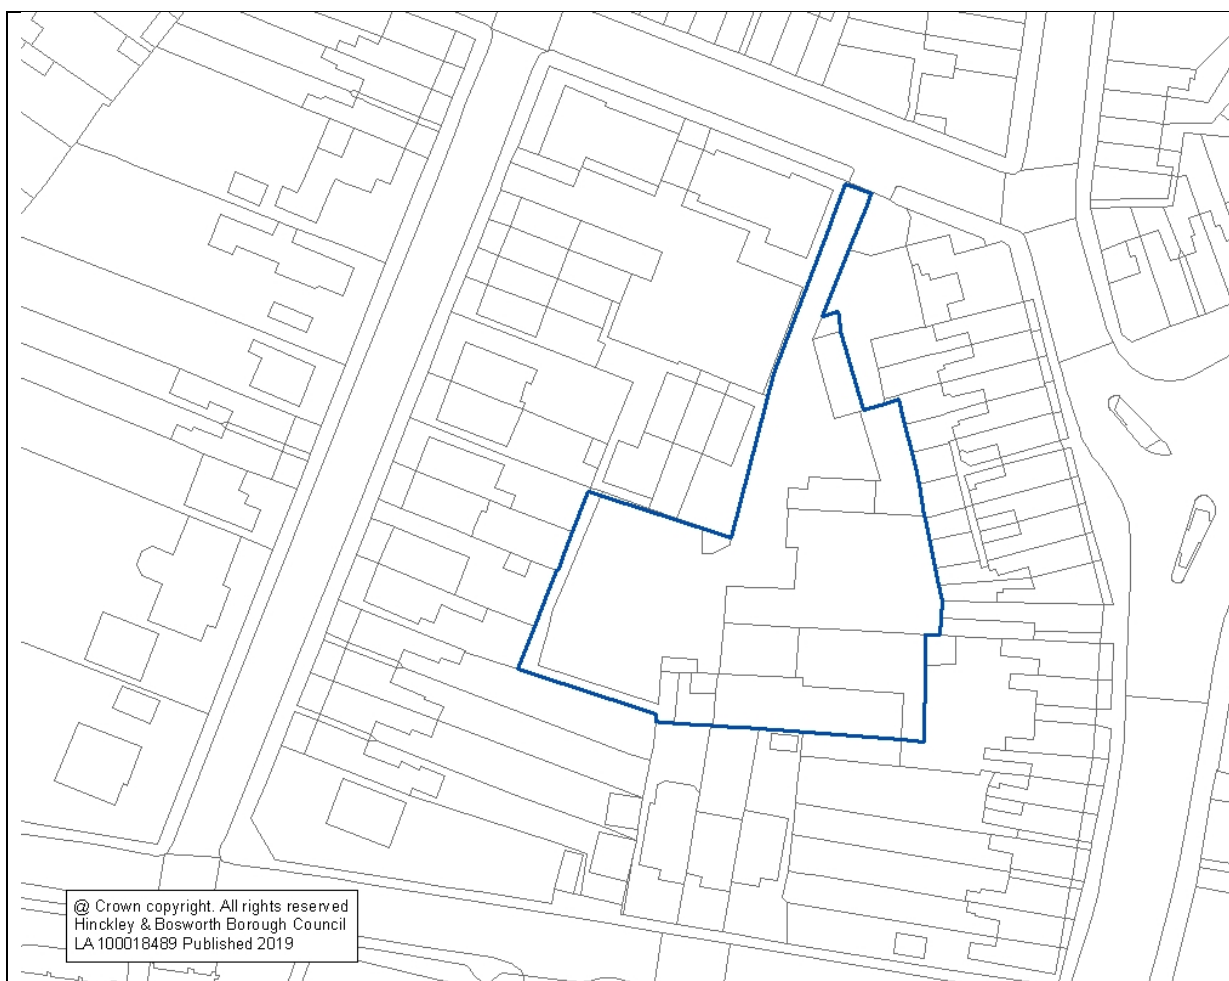 @ Crown copyright. All rights reserved
Hinckley & Bosworth Borough Council
LA 100018489 Published 2019